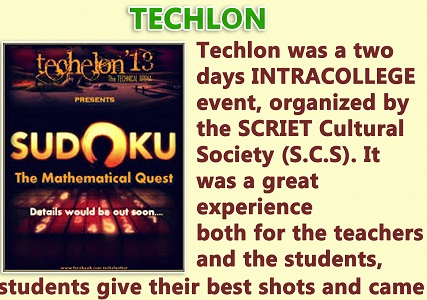 TECHLON
techelon'13
The TECHNICAL ARENA
PRESENTS
SUDOKU
The Mathematical Quest
Details would be out soon....
Techlon was a two
days INTRACOLLEGE
event, organized by
the SCRIET Cultural
Society (S.C.S). It
was a great
experience
both for the teachers
and the students,
students give their best shots and came